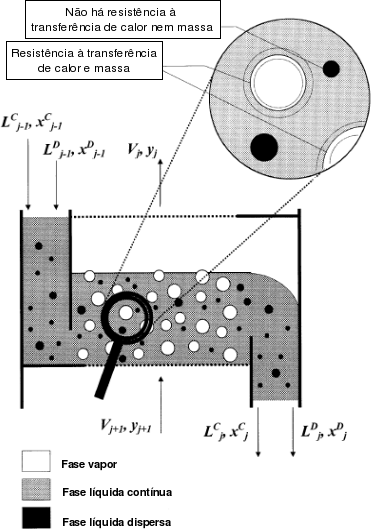 Não há resistência à
transferência de calor nem massa
Resistência à transferência
de calor e massa
L^C_{j-1}, x^C_{j-1}
L^D_{j-1}, x^D_{j-1}
V_j, y_j
V_{j+1}, y_{j+1}
L^C_j, x^C_j
L^D_j, x^D_j
Fase vapor
Fase líquida contínua
Fase líquida dispersa